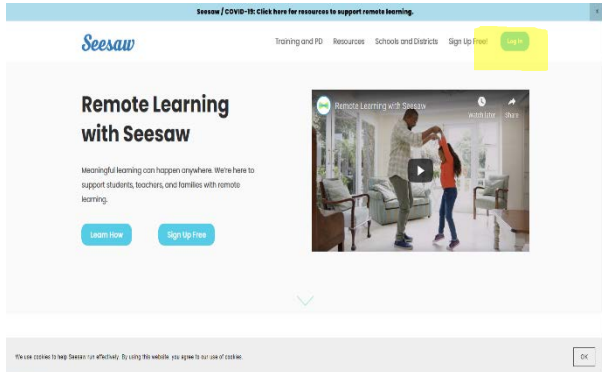 Seesaw / COVID-19: Click here for resources to support remote learning.
x
Seesaw
Training and PD Resources Schools and Districts Sign Up Free! Log In
Remote Learning
with Seesaw
Meaningful learning can happen anywhere. We're here to
support students, teachers, and families with remote
learning.
Learn How Sign Up Free
Remote Learning with Seesaw
Watch later Share
We use cookies to help Seesaw run effectively. By using this website, you agree to our use of cookies.
OK